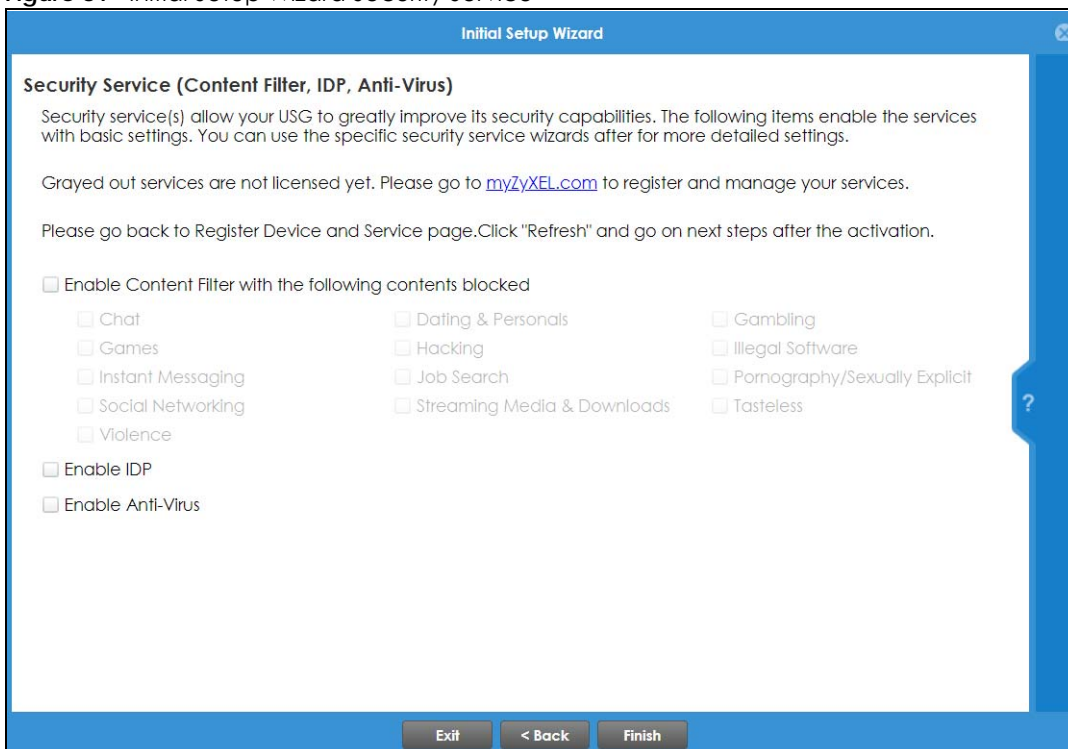 Initial Setup Wizard
Security Service (Content Filter, IDP, Anti-Virus)
Security service(s) allow your USG to greatly improve its security capabilities. The following items enable the services
with basic settings. You can use the specific security service wizards after for more detailed settings.
Grayed out services are not licensed yet. Please go to myZyXEL.com to register and manage your services.
Please go back to Register Device and Service page.Click "Refresh" and go on next steps after the activation.
Enable Content Filter with the following contents blocked
Chat Dating & Personals Gambling
Games Hacking Illegal Software
Instant Messaging Job Search Pornography/Sexually Explicit
Social Networking Streaming Media & Downloads Tasteless
Violence
?
Enable IDP
Enable Anti-Virus
Exit < Back Finish